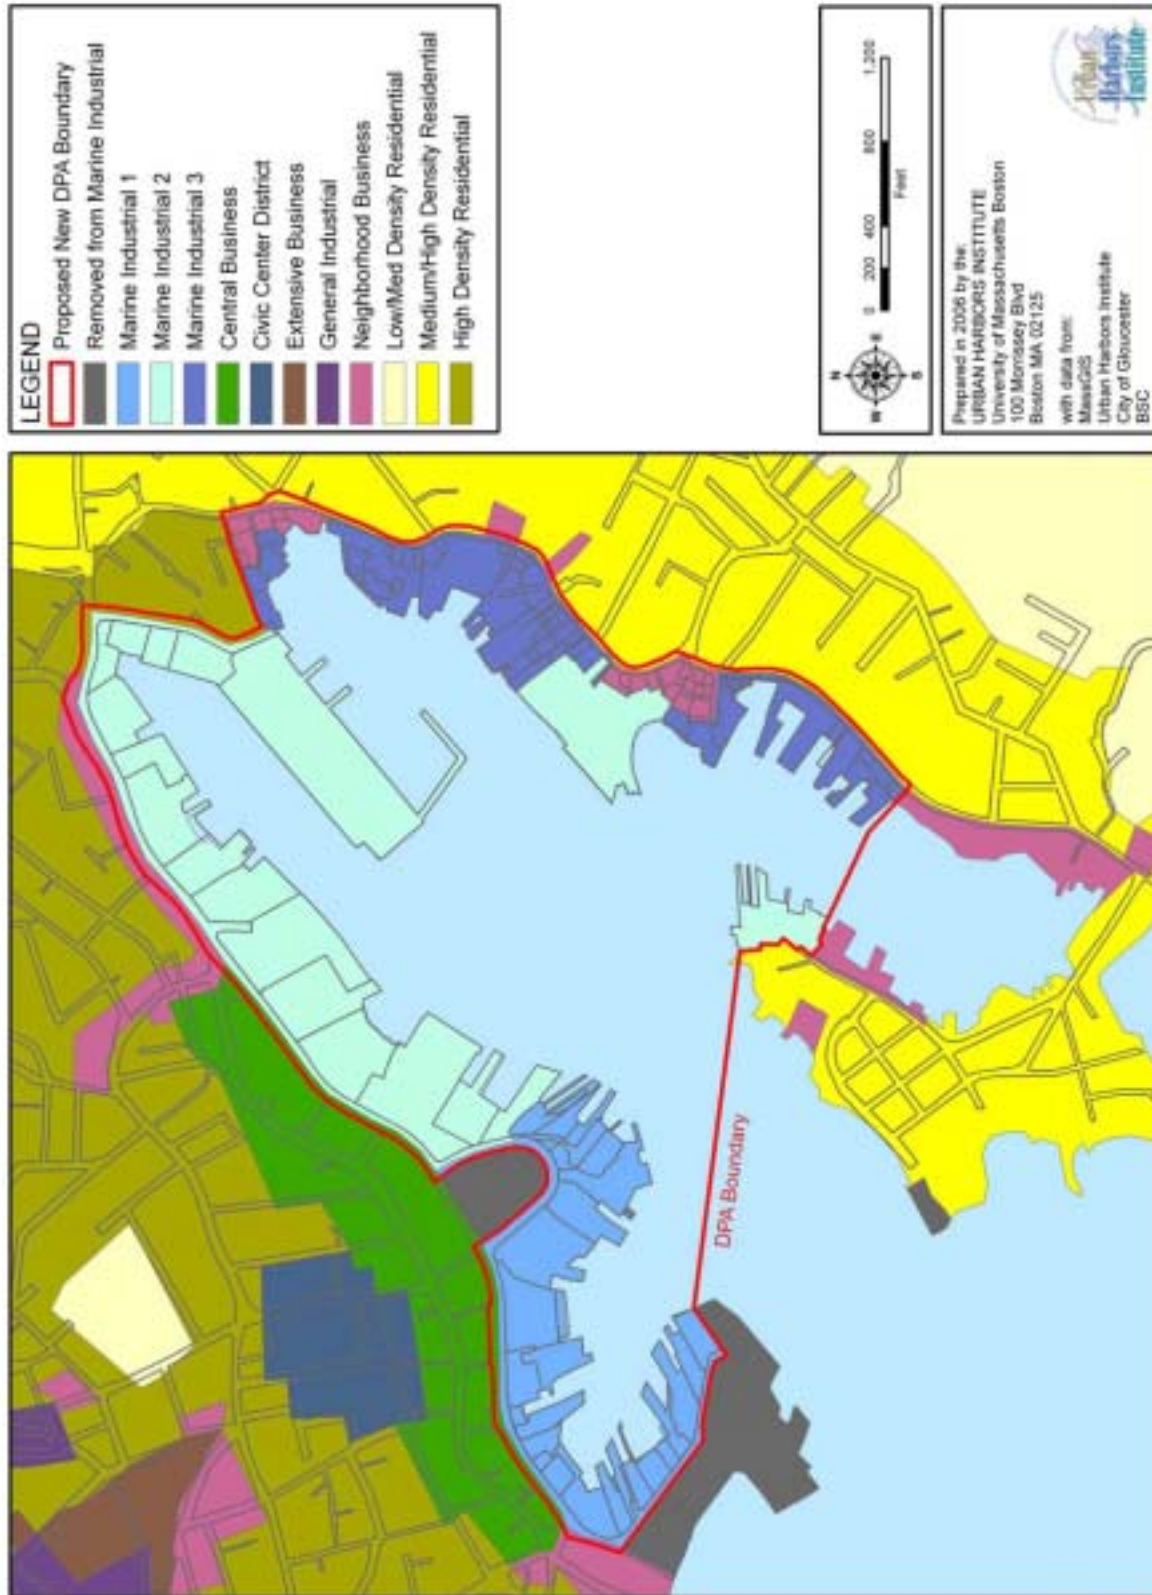 LEGEND
Proposed New DPA Boundary
Removed from Marine Industrial
Marine Industrial 1
Marine Industrial 2
Marine Industrial 3
Central Business
Civic Center District
Extensive Business
General Industrial
Neighborhood Business
Low/Med Density Residential
Medium/High Density Residential
High Density Residential
N
W E
S
0 200 400 800 1,200
Feet
Prepared in 2006 by the:
URBAN HARBORS INSTITUTE
University of Massachusetts Boston
100 Morrissey Blvd
Boston MA 02125
with data from:
MassGIS
Urban Harbors Institute
City of Gloucester
BSC
Urban
Harbors
Institute
DPA Boundary